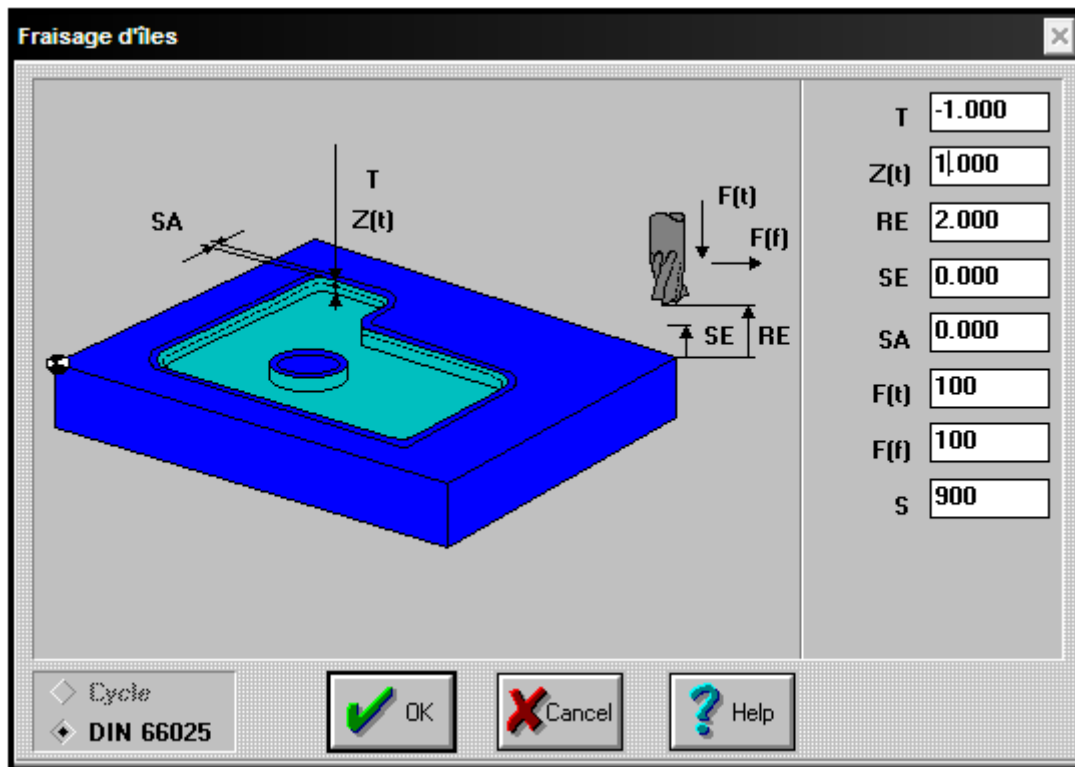 Fraisage d'îles
T
Z(t)
SA
F(t)
F(f)
SE
RE
T -1.000
Z(t) 1.000
RE 2.000
SE 0.000
SA 0.000
F(t) 100
F(f) 100
S 900
Cycle
DIN 66025
OK
Cancel
Help